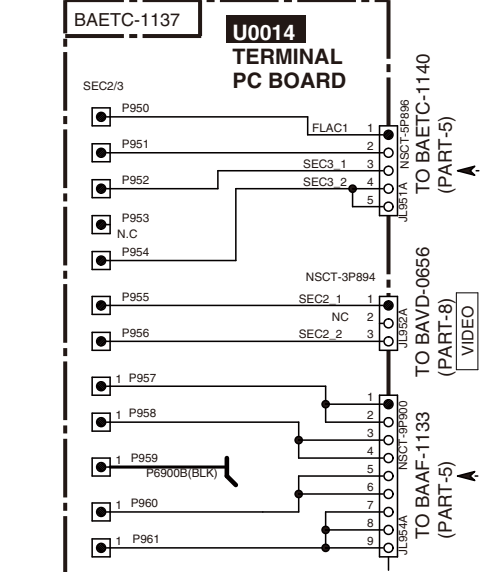 BAETC-1137
U0014
TERMINAL
PC BOARD
SEC2/3
P950
FLAC1 1
P951
2
NSCT-5P896
P952
SEC3_1 3
SEC3_2 4
5
JL951A
TO BAETC-1140
(PART-5)
P953
N.C
P954
NSCT-3P894
P955
SEC2_1 1
NC 2
P956
SEC2_2 3
JL952A
TO BAVD-0656
(PART-8)
VIDEO
1 P957
1
2
1 P958
3
4
NSCT-9P900
1 P959
P6900B(BLK)
5
6
1 P960
7
8
1 P961
9
JL954A
TO BAAF-1133
(PART-5)